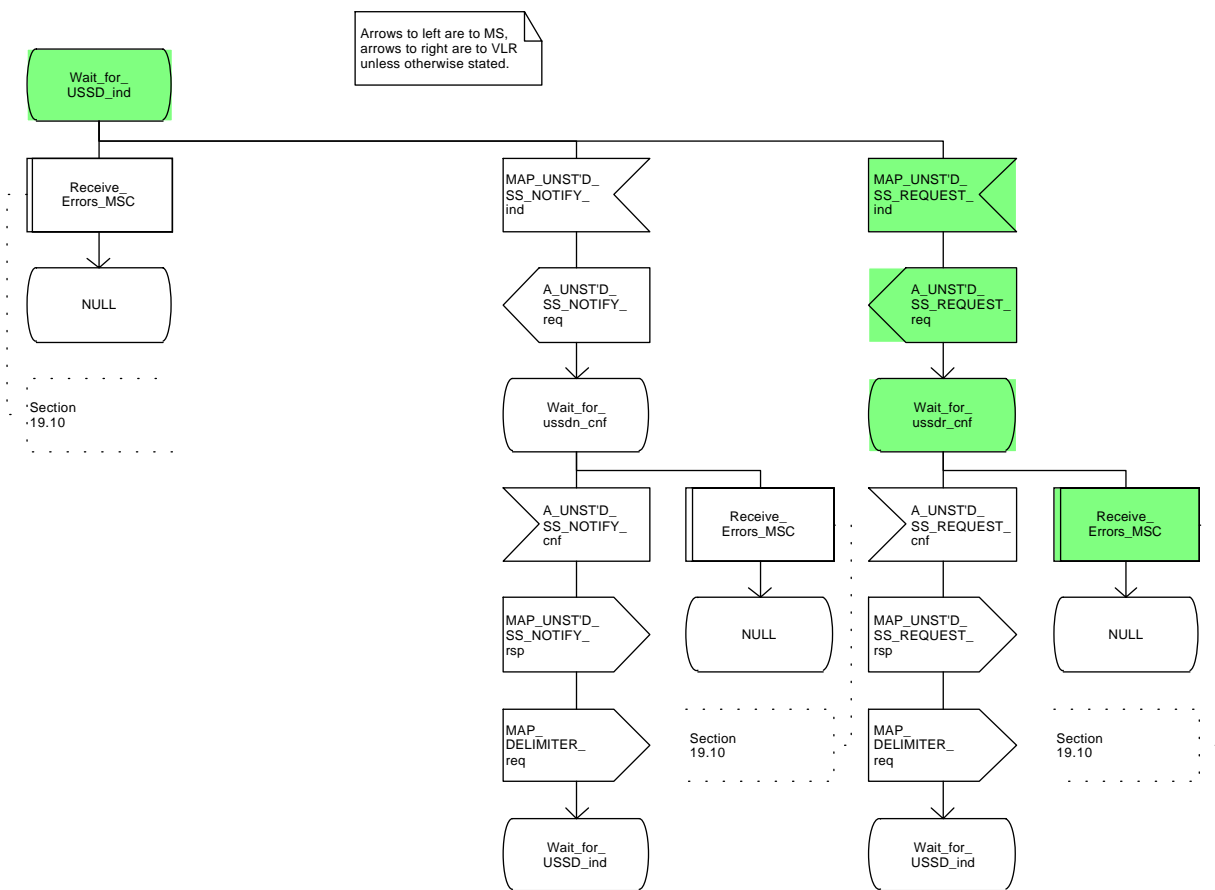 Arrows to left are to MS,
arrows to right are to VLR
unless otherwise stated.
Wait_for_
USSD_ind
Receive_
Errors_MSC
MAP_UNST'D_
SS_NOTIFY_
ind
MAP_UNST'D_
SS_REQUEST_
ind
NULL
A_UNST'D_
SS_NOTIFY_
req
A_UNST'D_
SS_REQUEST_
req
Section
19.10
Wait_for_
ussdn_cnf
Wait_for_
ussdr_cnf
A_UNST'D_
SS_NOTIFY_
cnf
Receive_
Errors_MSC
A_UNST'D_
SS_REQUEST_
cnf
Receive_
Errors_MSC
MAP_UNST'D_
SS_NOTIFY_
rsp
NULL
MAP_UNST'D_
SS_REQUEST_
rsp
NULL
MAP_
DELIMITER_
req
Section
19.10
MAP_
DELIMITER_
req
Section
19.10
Wait_for_
USSD_ind
Wait_for_
USSD_ind